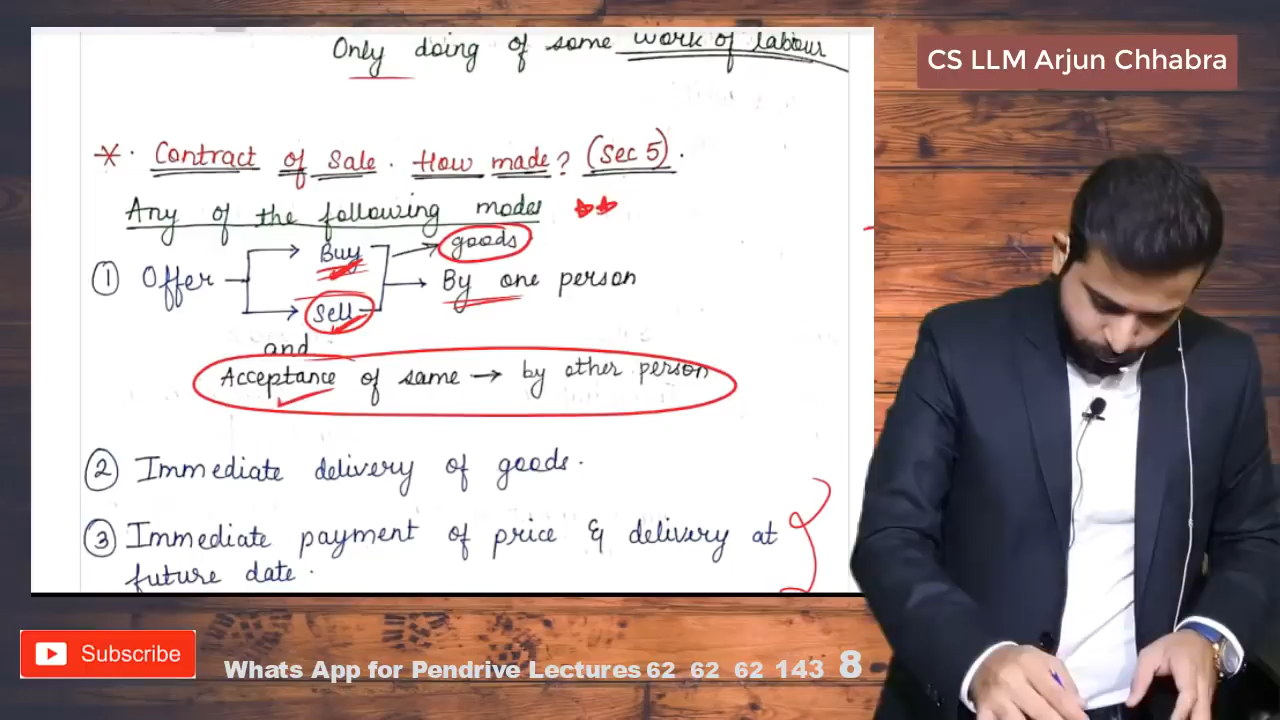 Only doing of some work of labour
CS LLM Arjun Chhabra
* . Contract of Sale . How made? (Sec 5) .
Any of the following modes
① Offer
Buy
Sell
goods
By one person
and
Acceptance of same → by other person
② Immediate delivery of goods .
③ Immediate payment of price & delivery at
future date .
Subscribe
Whats App for Pendrive Lectures 62 62 62 143 8